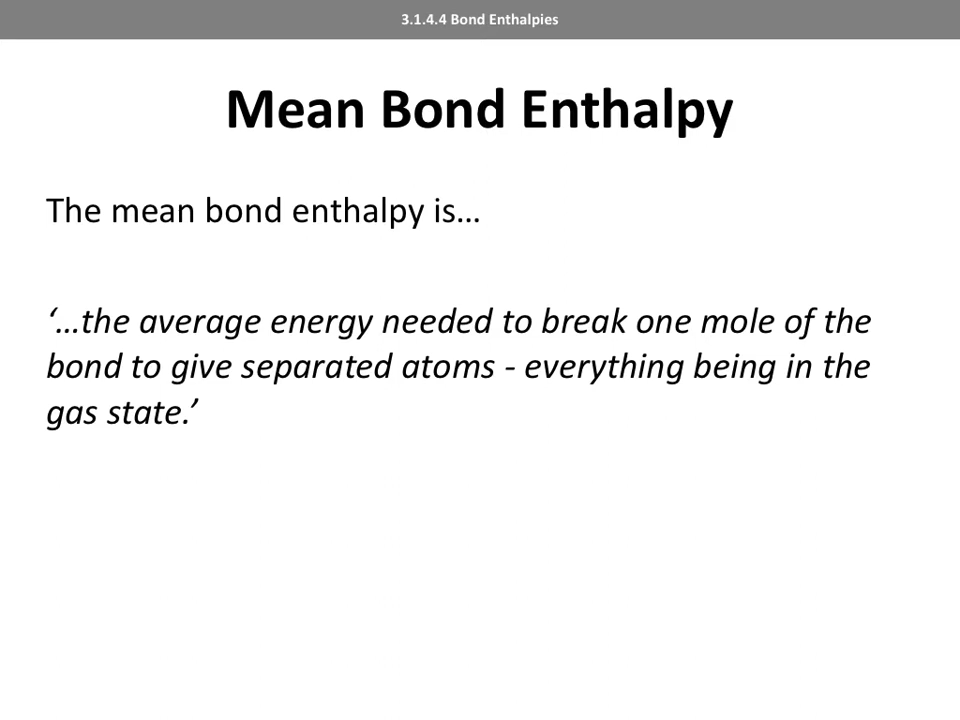 3.1.4.4 Bond Enthalpies
Mean Bond Enthalpy
The mean bond enthalpy is…
‘…the average energy needed to break one mole of the
bond to give separated atoms - everything being in the
gas state.’